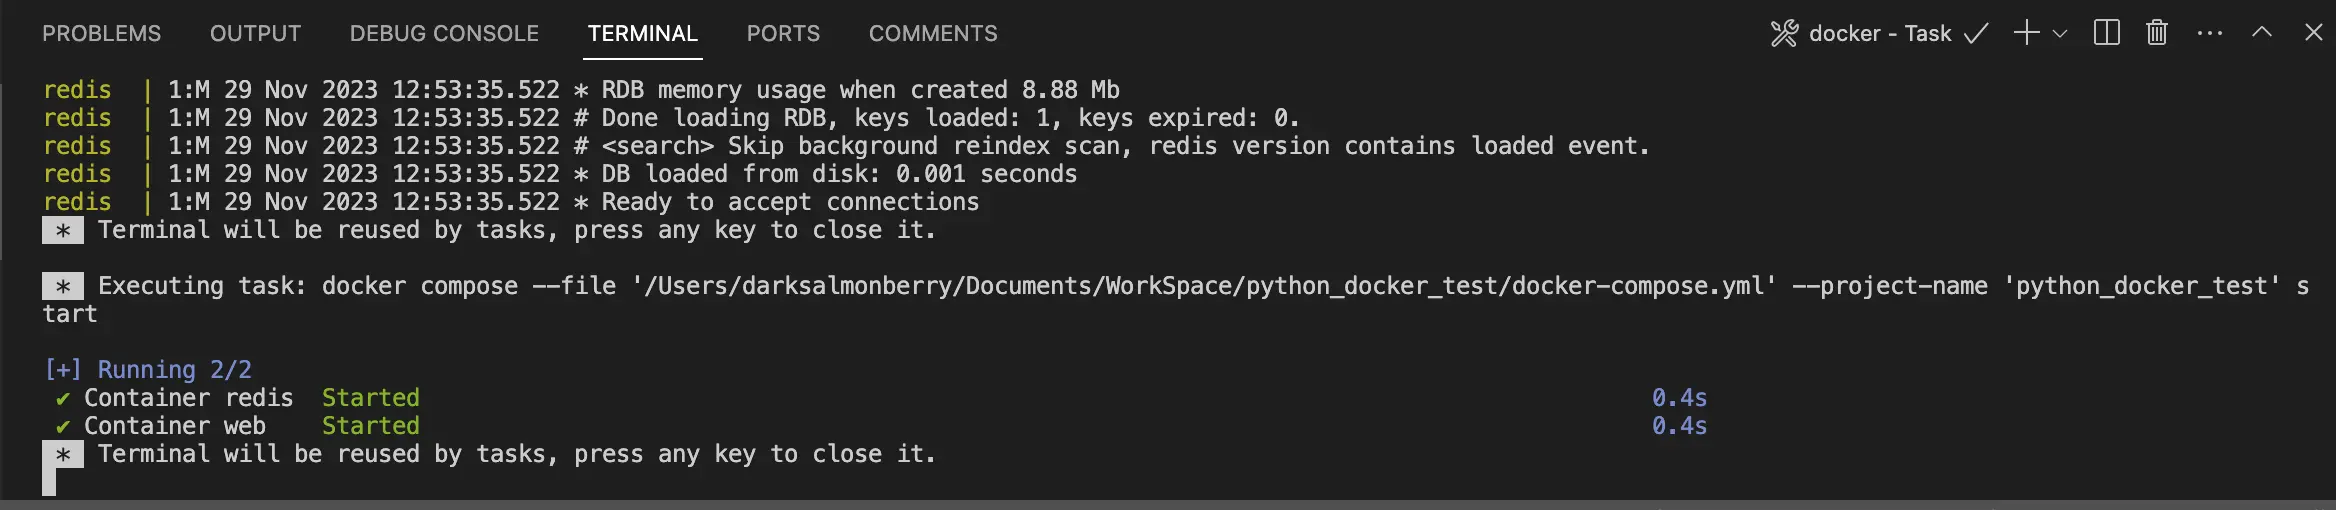 PROBLEMS OUTPUT DEBUG CONSOLE TERMINAL PORTS COMMENTS docker - Task
redis | 1:M 29 Nov 2023 12:53:35.522 * RDB memory usage when created 8.88 Mb
redis | 1:M 29 Nov 2023 12:53:35.522 # Done loading RDB, keys loaded: 1, keys expired: 0.
redis | 1:M 29 Nov 2023 12:53:35.522 # <search> Skip background reindex scan, redis version contains loaded event.
redis | 1:M 29 Nov 2023 12:53:35.522 * DB loaded from disk: 0.001 seconds
redis | 1:M 29 Nov 2023 12:53:35.522 * Ready to accept connections
* Terminal will be reused by tasks, press any key to close it.
* Executing task: docker compose --file '/Users/darksalmonberry/Documents/WorkSpace/python_docker_test/docker-compose.yml' --project-name 'python_docker_test' s
tart
[+] Running 2/2
✔ Container redis Started 0.4s
✔ Container web Started 0.4s
* Terminal will be reused by tasks, press any key to close it.